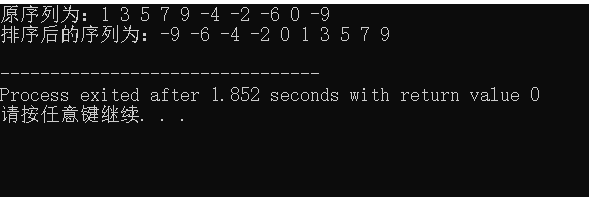 原序列为：1 3 5 7 9 -4 -2 -6 0 -9
排序后的序列为：-9 -6 -4 -2 0 1 3 5 7 9
--------------------------------
Process exited after 1.852 seconds with return value 0
请按任意键继续. . .